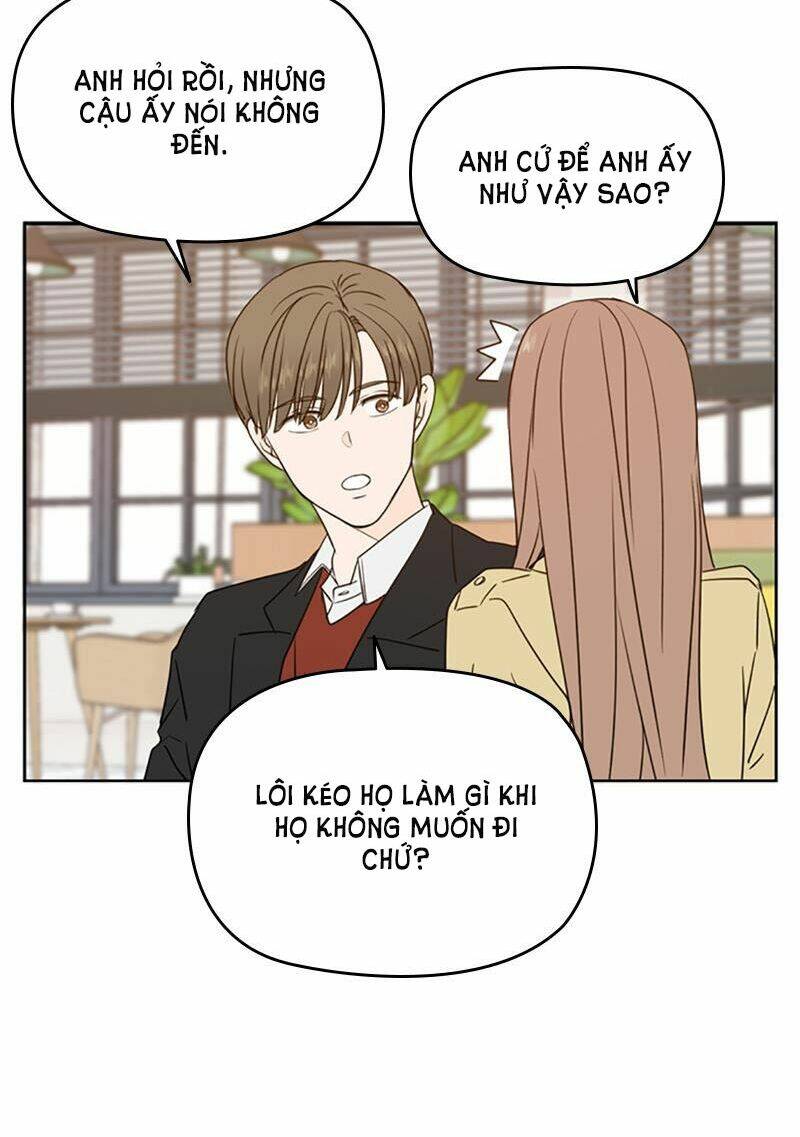 ANH HỎI RỒI, NHƯNG
CẬU ẤY NÓI KHÔNG
ĐẾN.
ANH CỨ ĐỂ ANH ẤY
NHƯ VẬY SAO?
LÔI KÉO HỌ LÀM GÌ KHI
HỌ KHÔNG MUỐN ĐI
CHỨ?